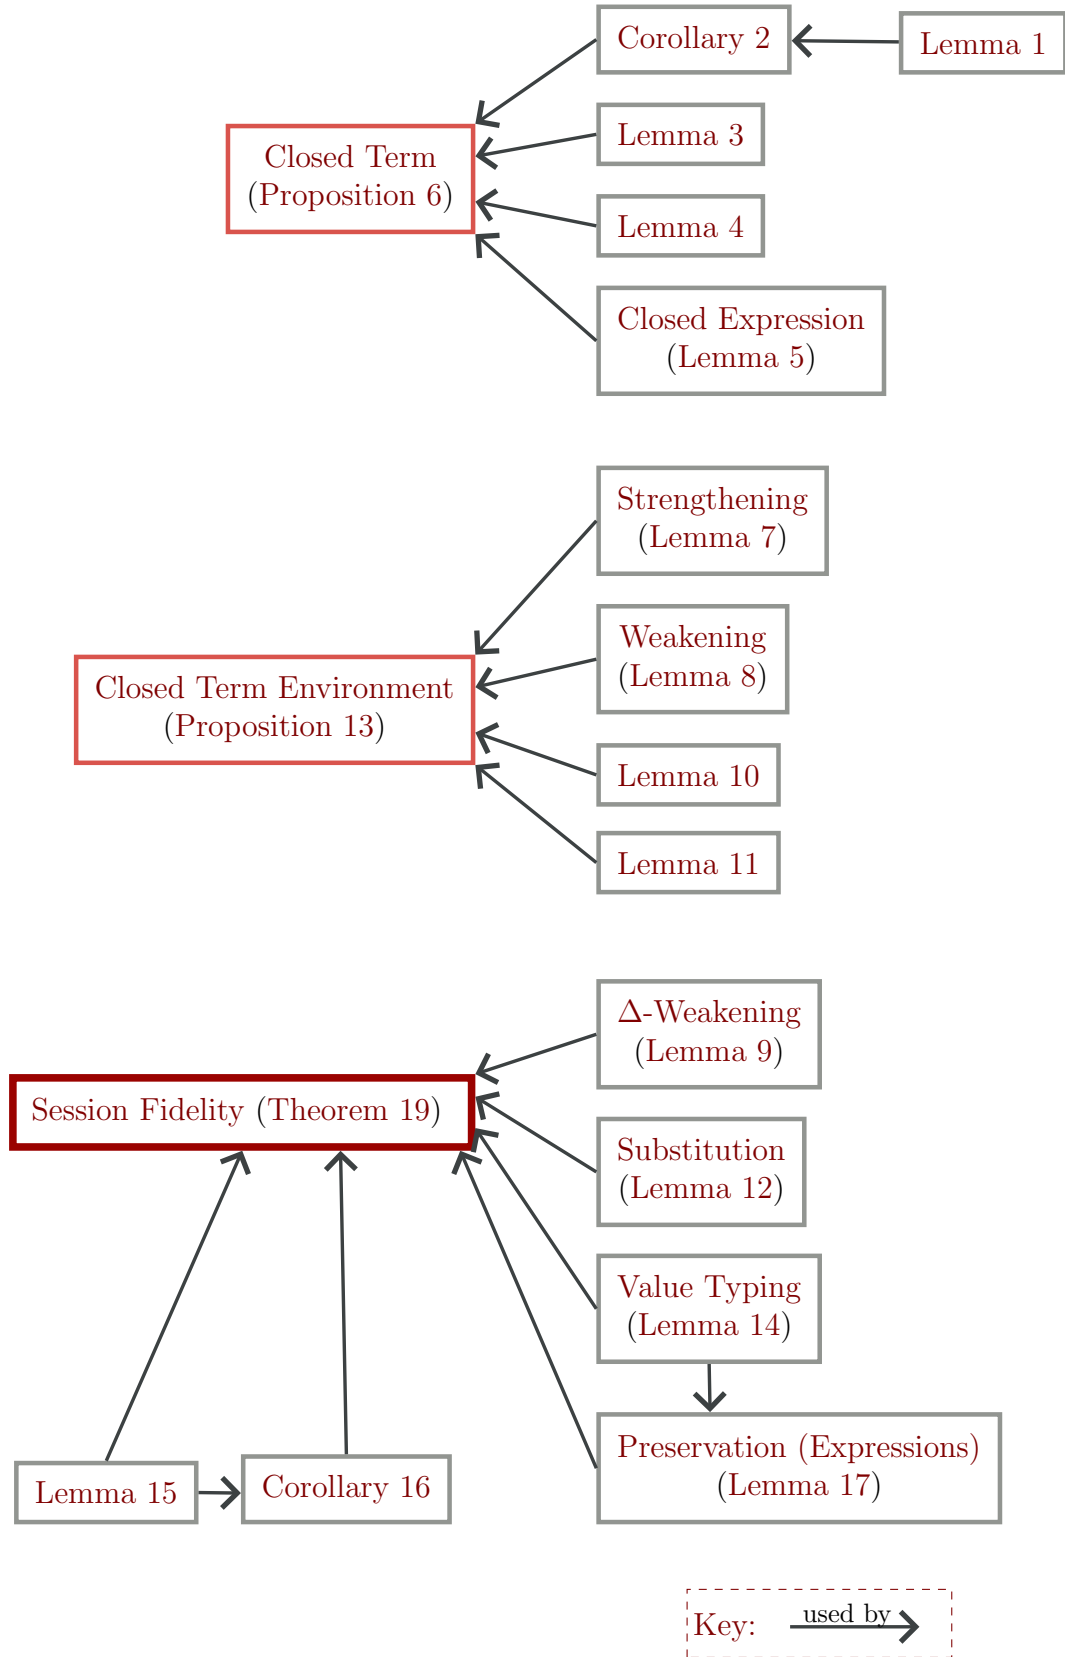 Corollary 2
Lemma 1
Lemma 3
Closed Term
(Proposition 6)
Lemma 4
Closed Expression
(Lemma 5)
Strengthening
(Lemma 7)
Weakening
(Lemma 8)
Closed Term Environment
(Proposition 13)
Lemma 10
Lemma 11
Δ-Weakening
(Lemma 9)
Session Fidelity (Theorem 19)
Substitution
(Lemma 12)
Value Typing
(Lemma 14)
Preservation (Expressions)
(Lemma 17)
Lemma 15
Corollary 16
Key: used by